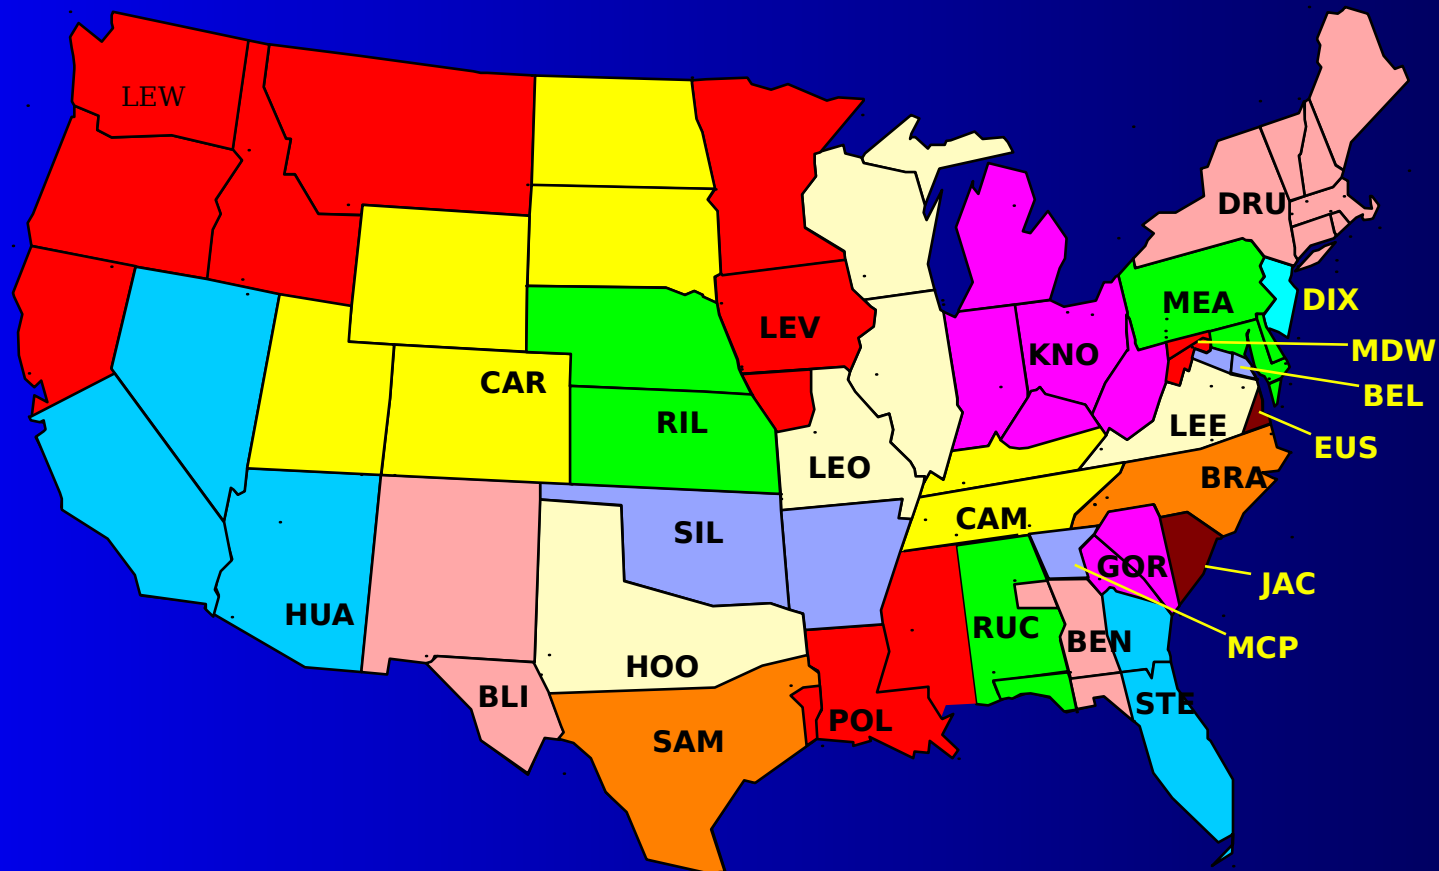 LEW
DRU
DIX
MEA
LEV
MDW
KNO
CAR
BEL
RIL
LEE
EUS
LEO
BRA
CAM
SIL
GOR
JAC
HUA
RUC
BEN
MCP
HOO
BLI
STE
POL
SAM